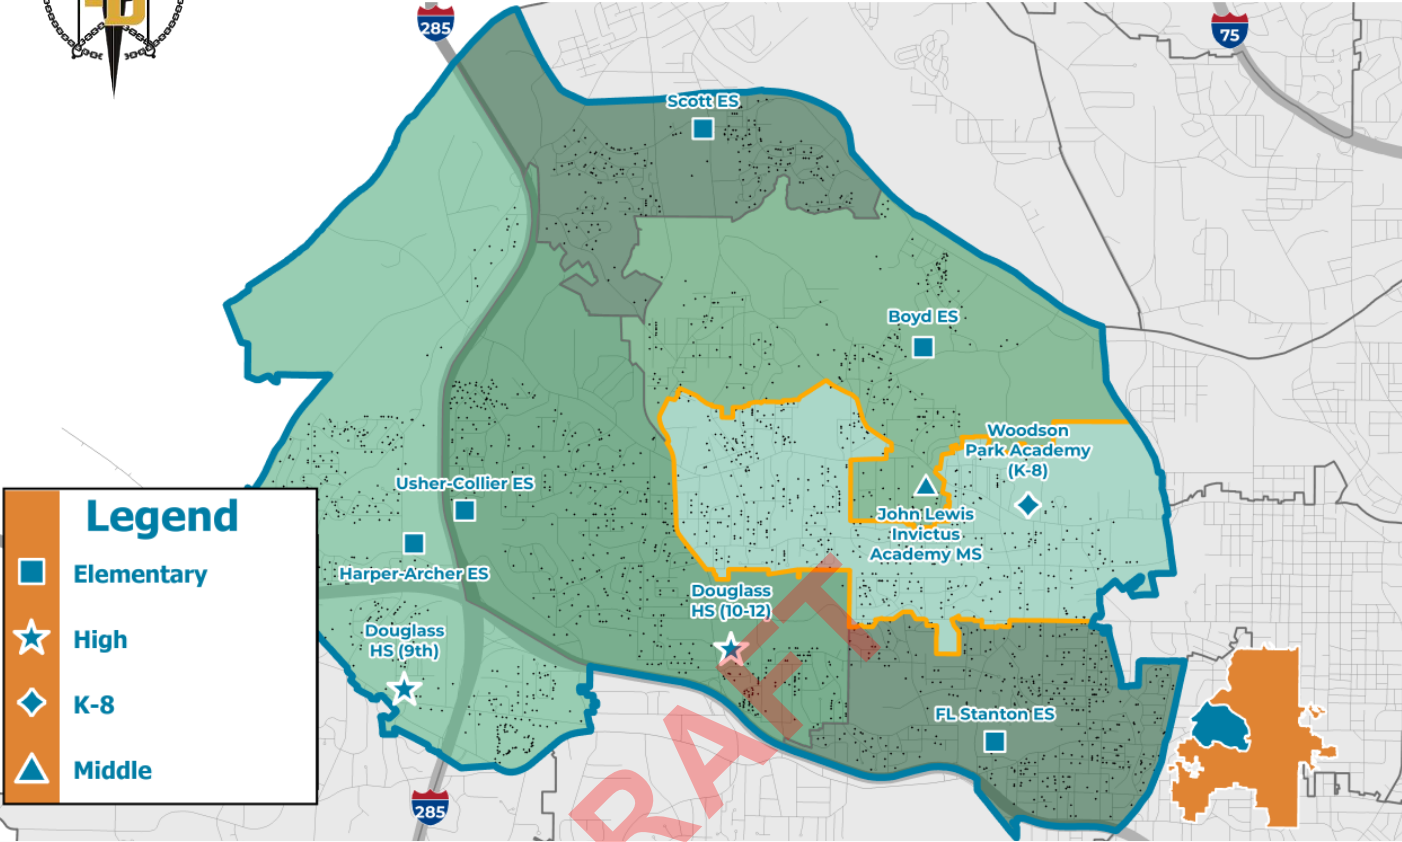 285
75
Scott ES
Boyd ES
Woodson
Park Academy
(K-8)
Usher-Collier ES
John Lewis
Invictus
Academy MS
Harper-Archer ES
Douglass
HS (10-12)
Douglass
HS (9th)
FL Stanton ES
285
RAFT
Legend
Elementary
High
K-8
Middle